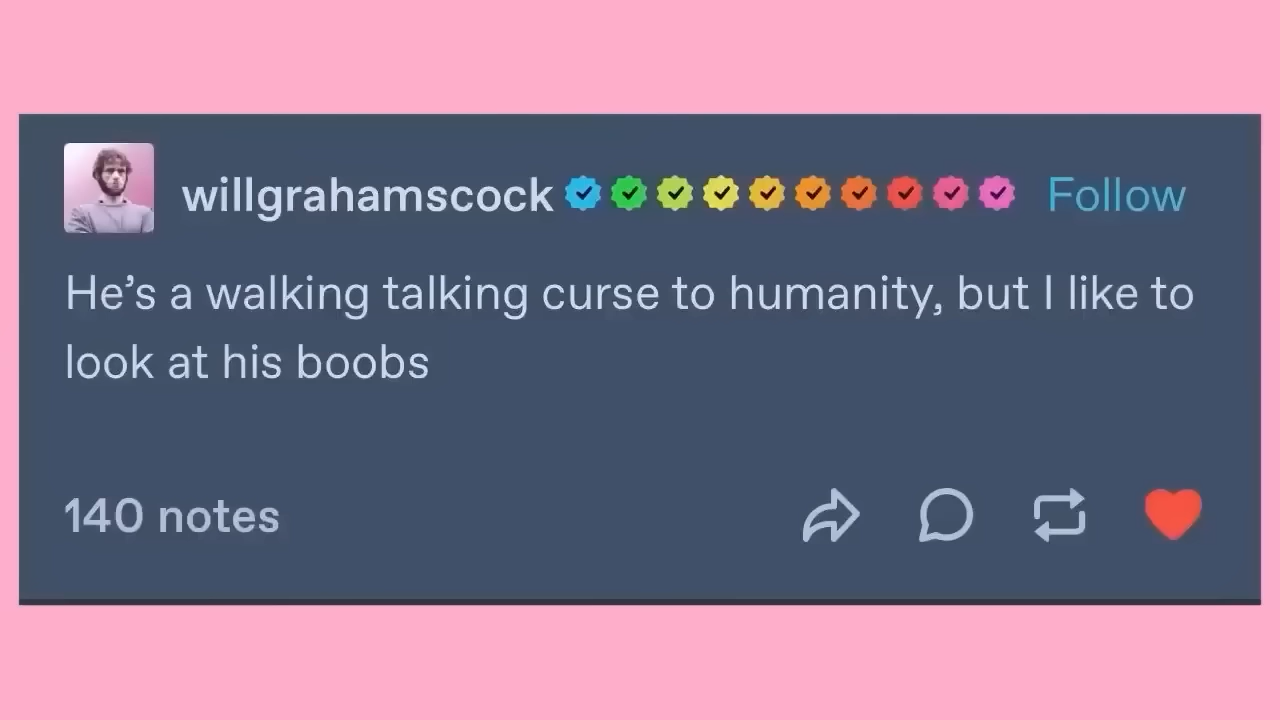 willgrahamscock Follow
He’s a walking talking curse to humanity, but I like to
look at his boobs
140 notes